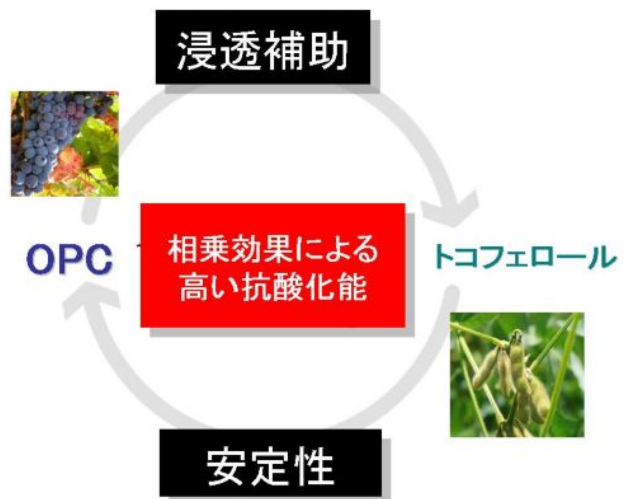 浸透補助
OPC
相乗効果による
高い抗酸化能
トコフェロール
安定性